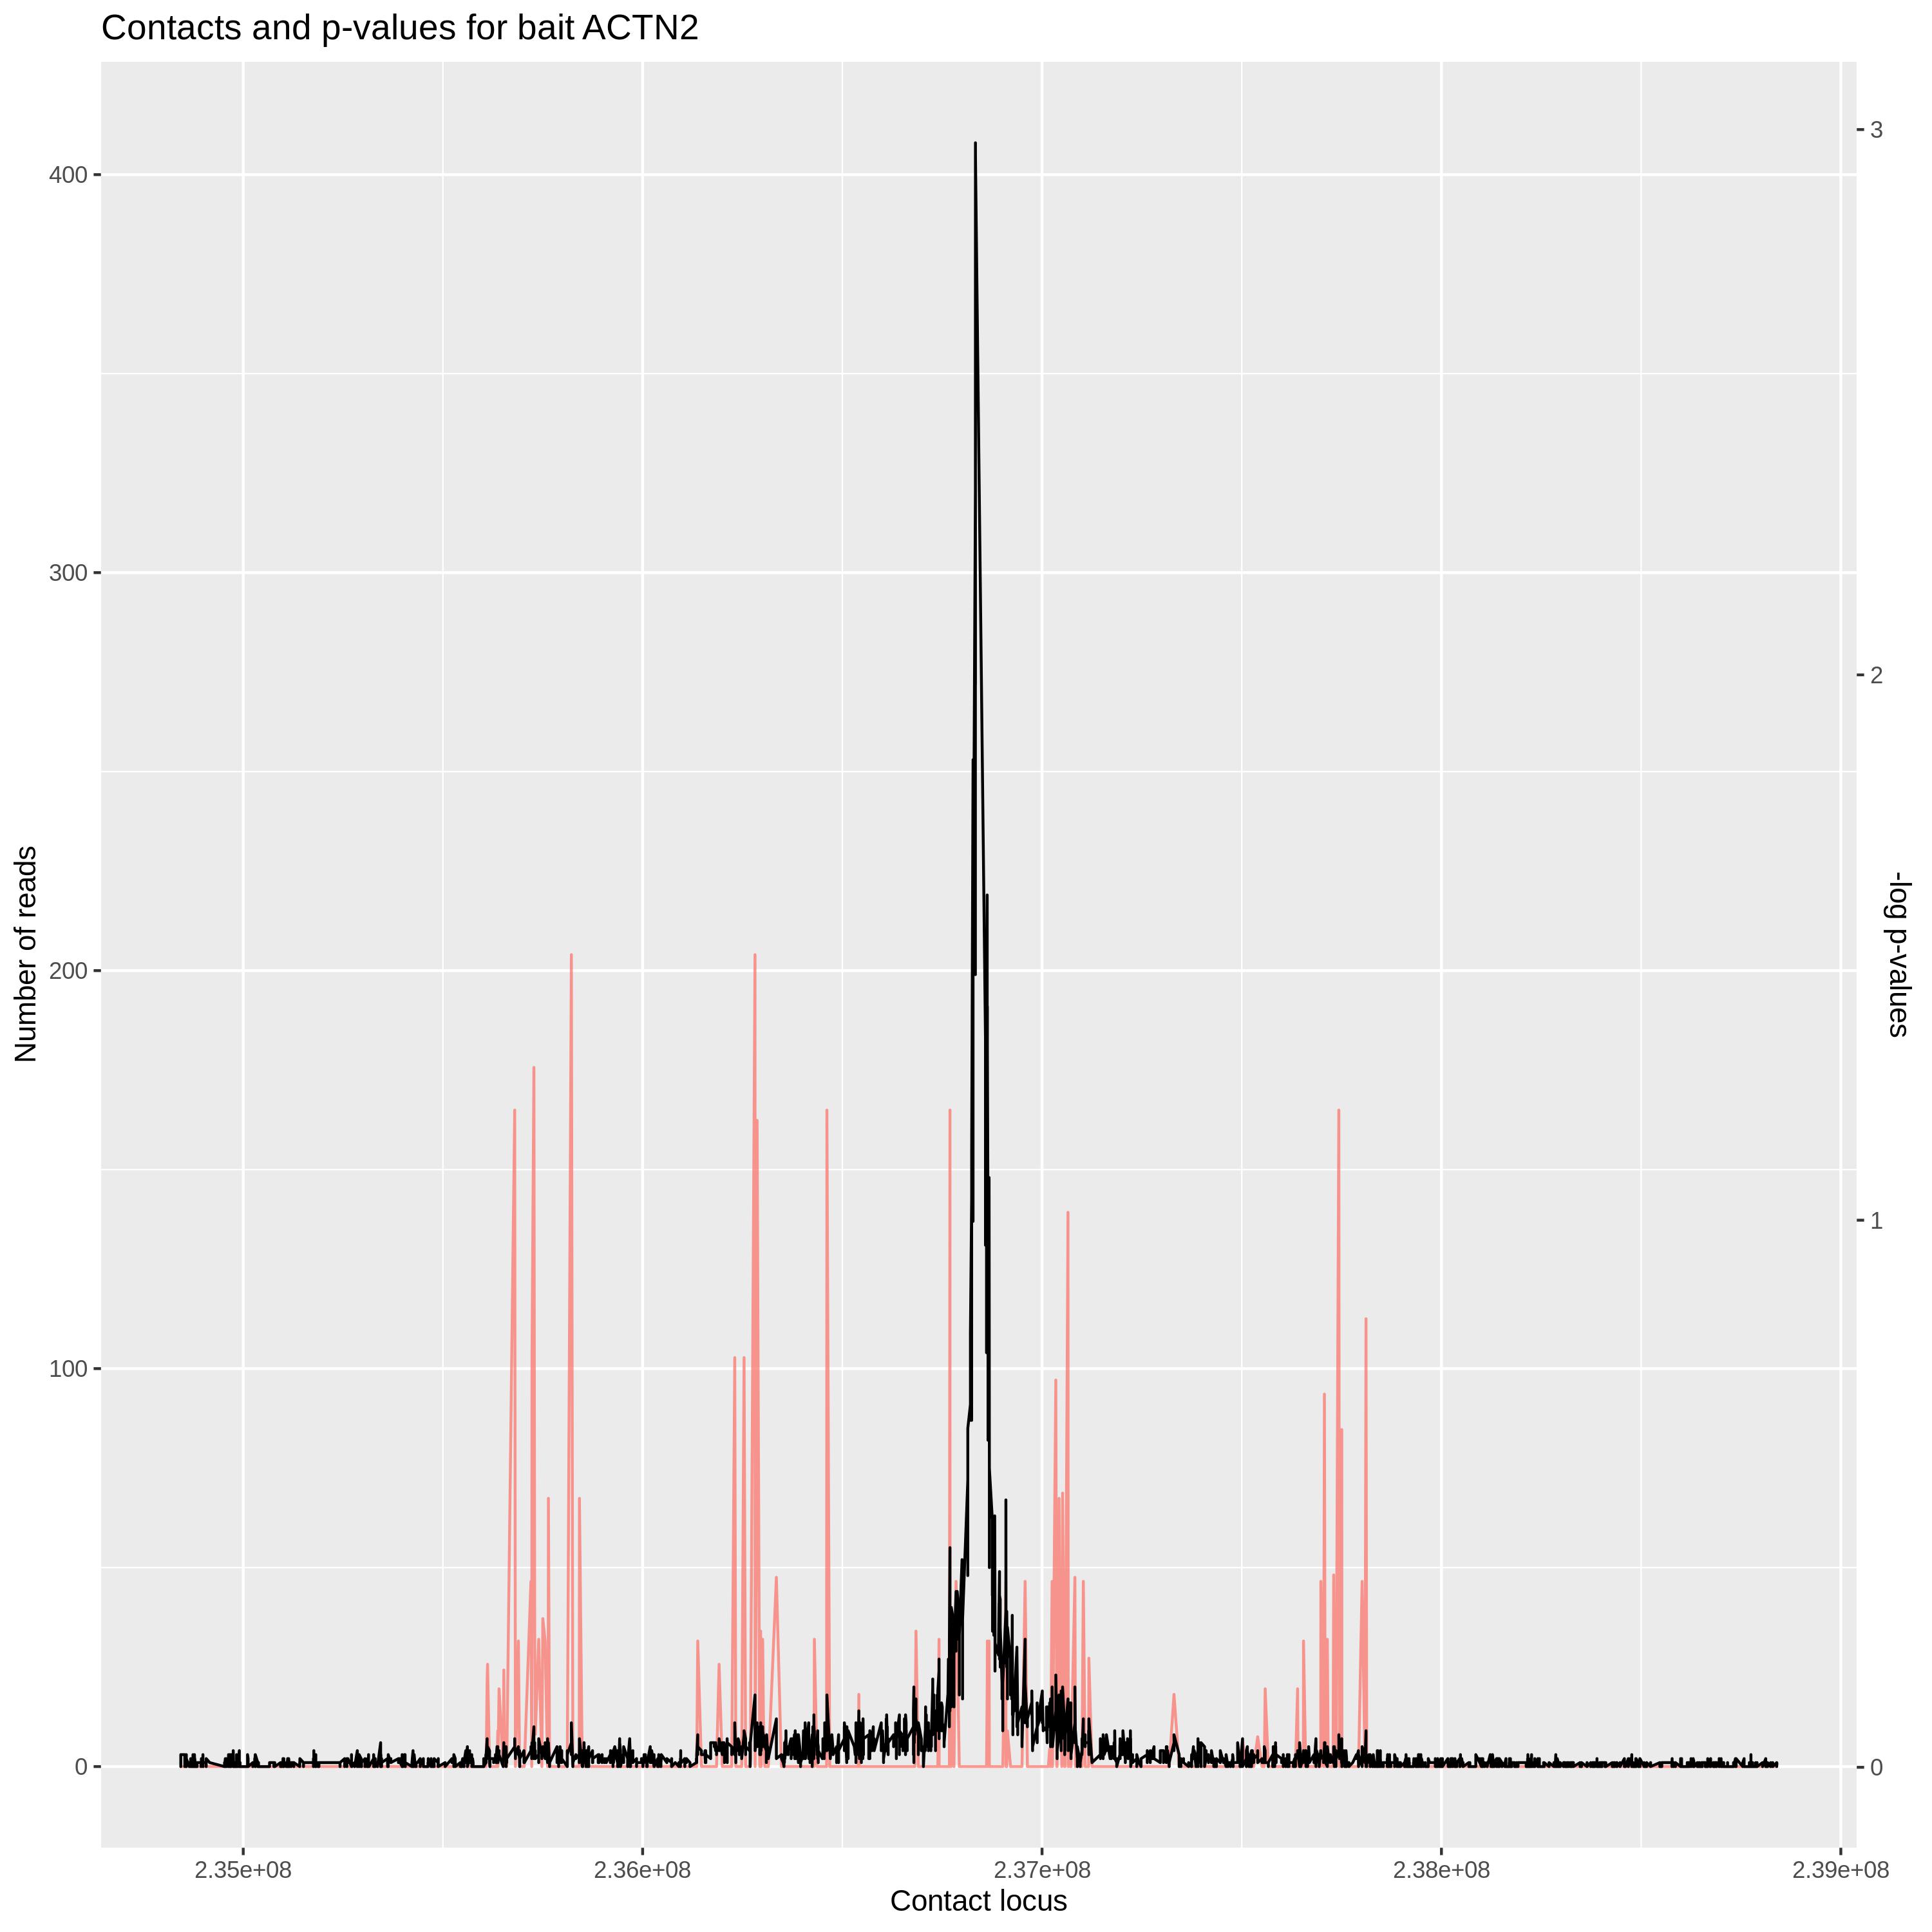 Contacts and p-values for bait ACTN2
Number of reads
400
300
200
100
0
3
2
1
0
-log p-values
2.35e+08
2.36e+08
2.37e+08
2.38e+08
2.39e+08
Contact locus